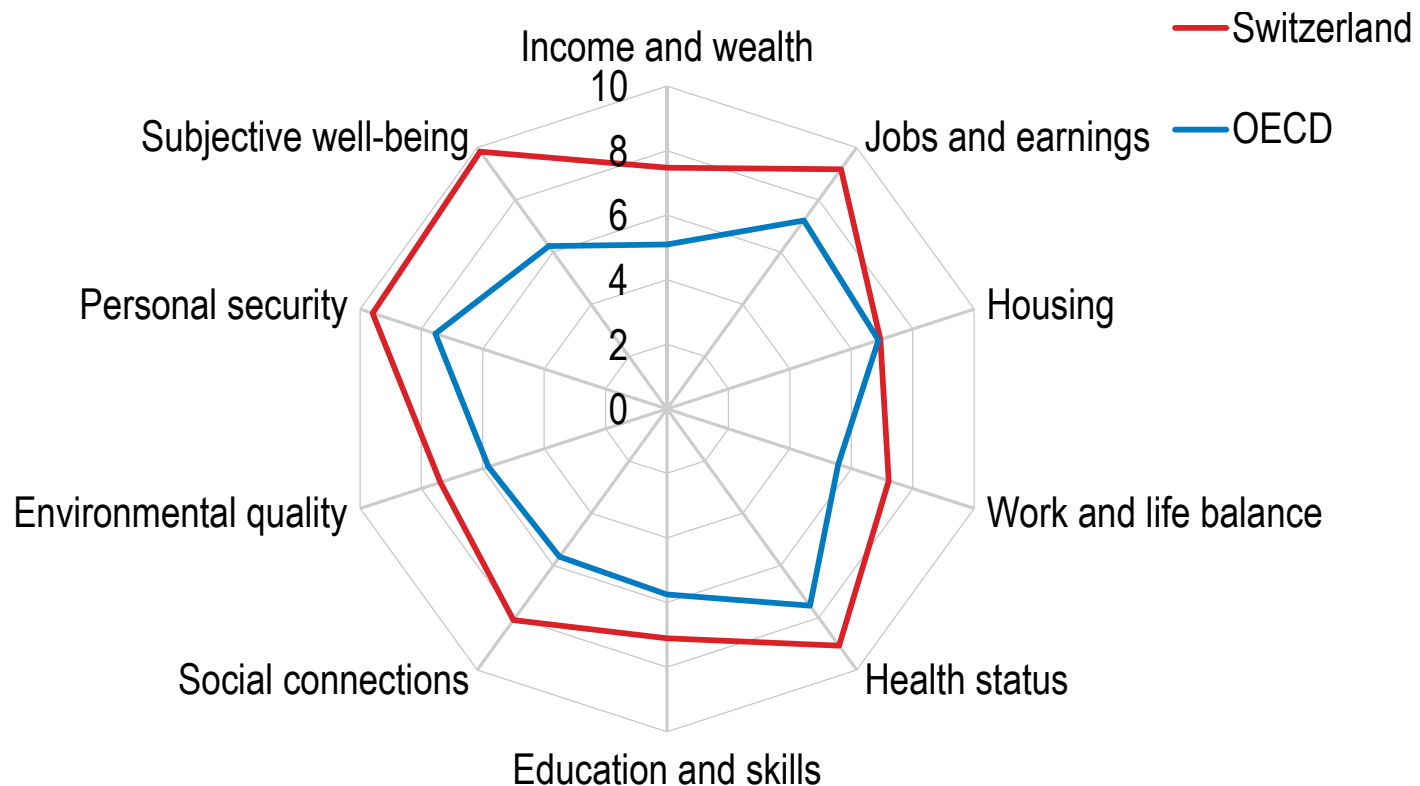 Switzerland
OECD
Income and wealth
10
8
6
4
2
0
Subjective well-being
Jobs and earnings
Personal security
Housing
Environmental quality
Work and life balance
Social connections
Health status
Education and skills